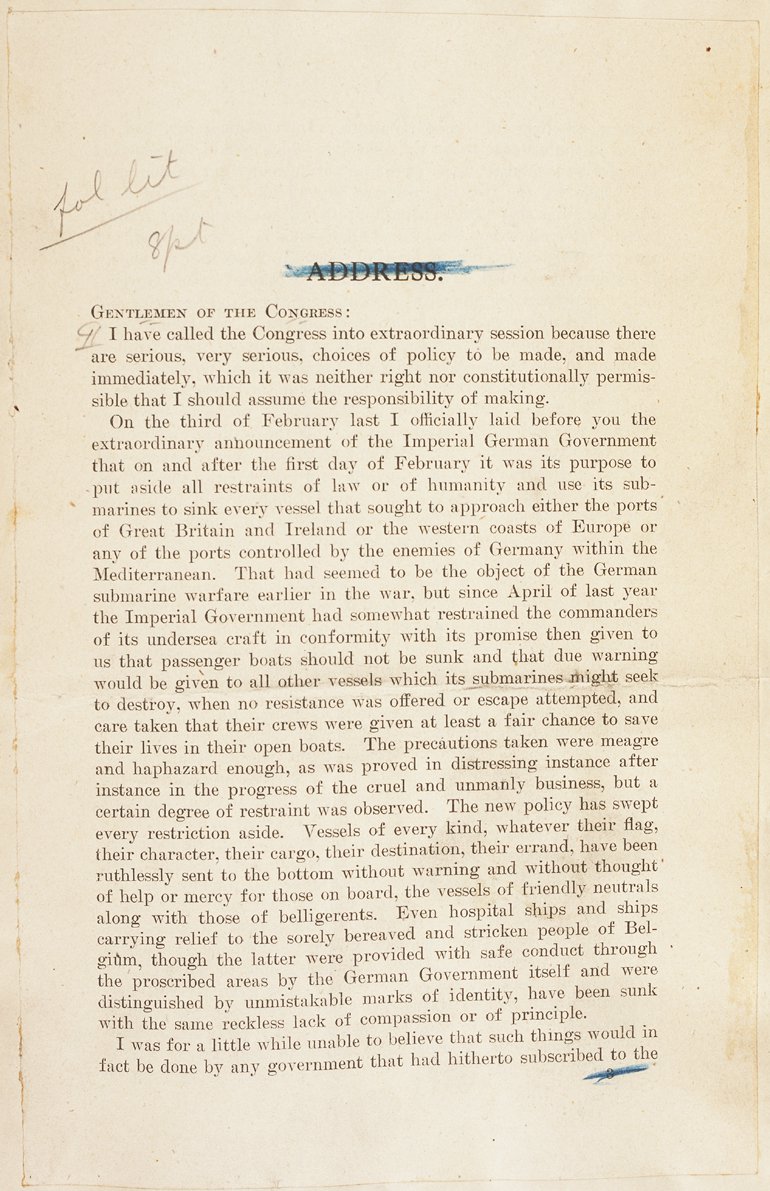 fol lit
8pt
ADDRESS.
GENTLEMEN OF THE CONGRESS:
¶ I have called the Congress into extraordinary session because there
are serious, very serious, choices of policy to be made, and made
immediately, which it was neither right nor constitutionally permis-
sible that I should assume the responsibility of making.
On the third of February last I officially laid before you the
extraordinary announcement of the Imperial German Government
that on and after the first day of February it was its purpose to
put aside all restraints of law or of humanity and use its sub-
marines to sink every vessel that sought to approach either the ports
of Great Britain and Ireland or the western coasts of Europe or
any of the ports controlled by the enemies of Germany within the
Mediterranean. That had seemed to be the object of the German
submarine warfare earlier in the war, but since April of last year
the Imperial Government had somewhat restrained the commanders
of its undersea craft in conformity with its promise then given to
us that passenger boats should not be sunk and that due warning
would be given to all other vessels which its submarines might seek
to destroy, when no resistance was offered or escape attempted, and
care taken that their crews were given at least a fair chance to save
their lives in their open boats. The precautions taken were meagre
and haphazard enough, as was proved in distressing instance after
instance in the progress of the cruel and unmanly business, but a
certain degree of restraint was observed. The new policy has swept
every restriction aside. Vessels of every kind, whatever their flag,
their character, their cargo, their destination, their errand, have been
ruthlessly sent to the bottom without warning and without thought
of help or mercy for those on board, the vessels of friendly neutrals
along with those of belligerents. Even hospital ships and ships
carrying relief to the sorely bereaved and stricken people of Bel-
gium, though the latter were provided with safe conduct through
the proscribed areas by the German Government itself and were
distinguished by unmistakable marks of identity, have been sunk
with the same reckless lack of compassion or of principle.
I was for a little while unable to believe that such things would in
fact be done by any government that had hitherto subscribed to the
3